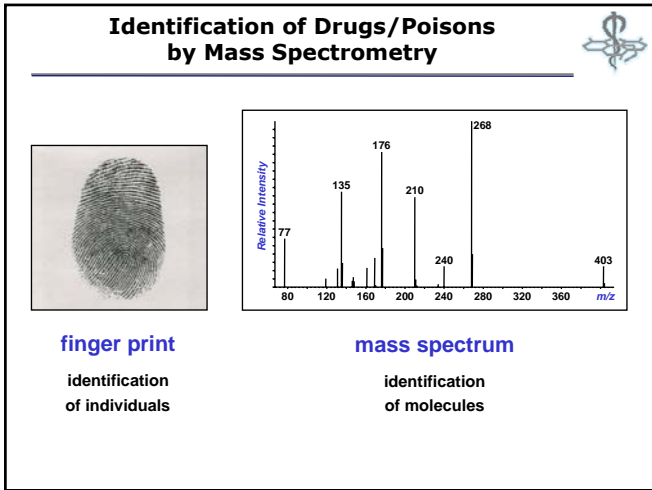 Identification of Drugs/Poisons
by Mass Spectrometry
Relative Intensity
77
135
176
210
240
268
403
80 120 160 200 240 280 320 360 m/z
finger print
mass spectrum
identification
of individuals
identification
of molecules